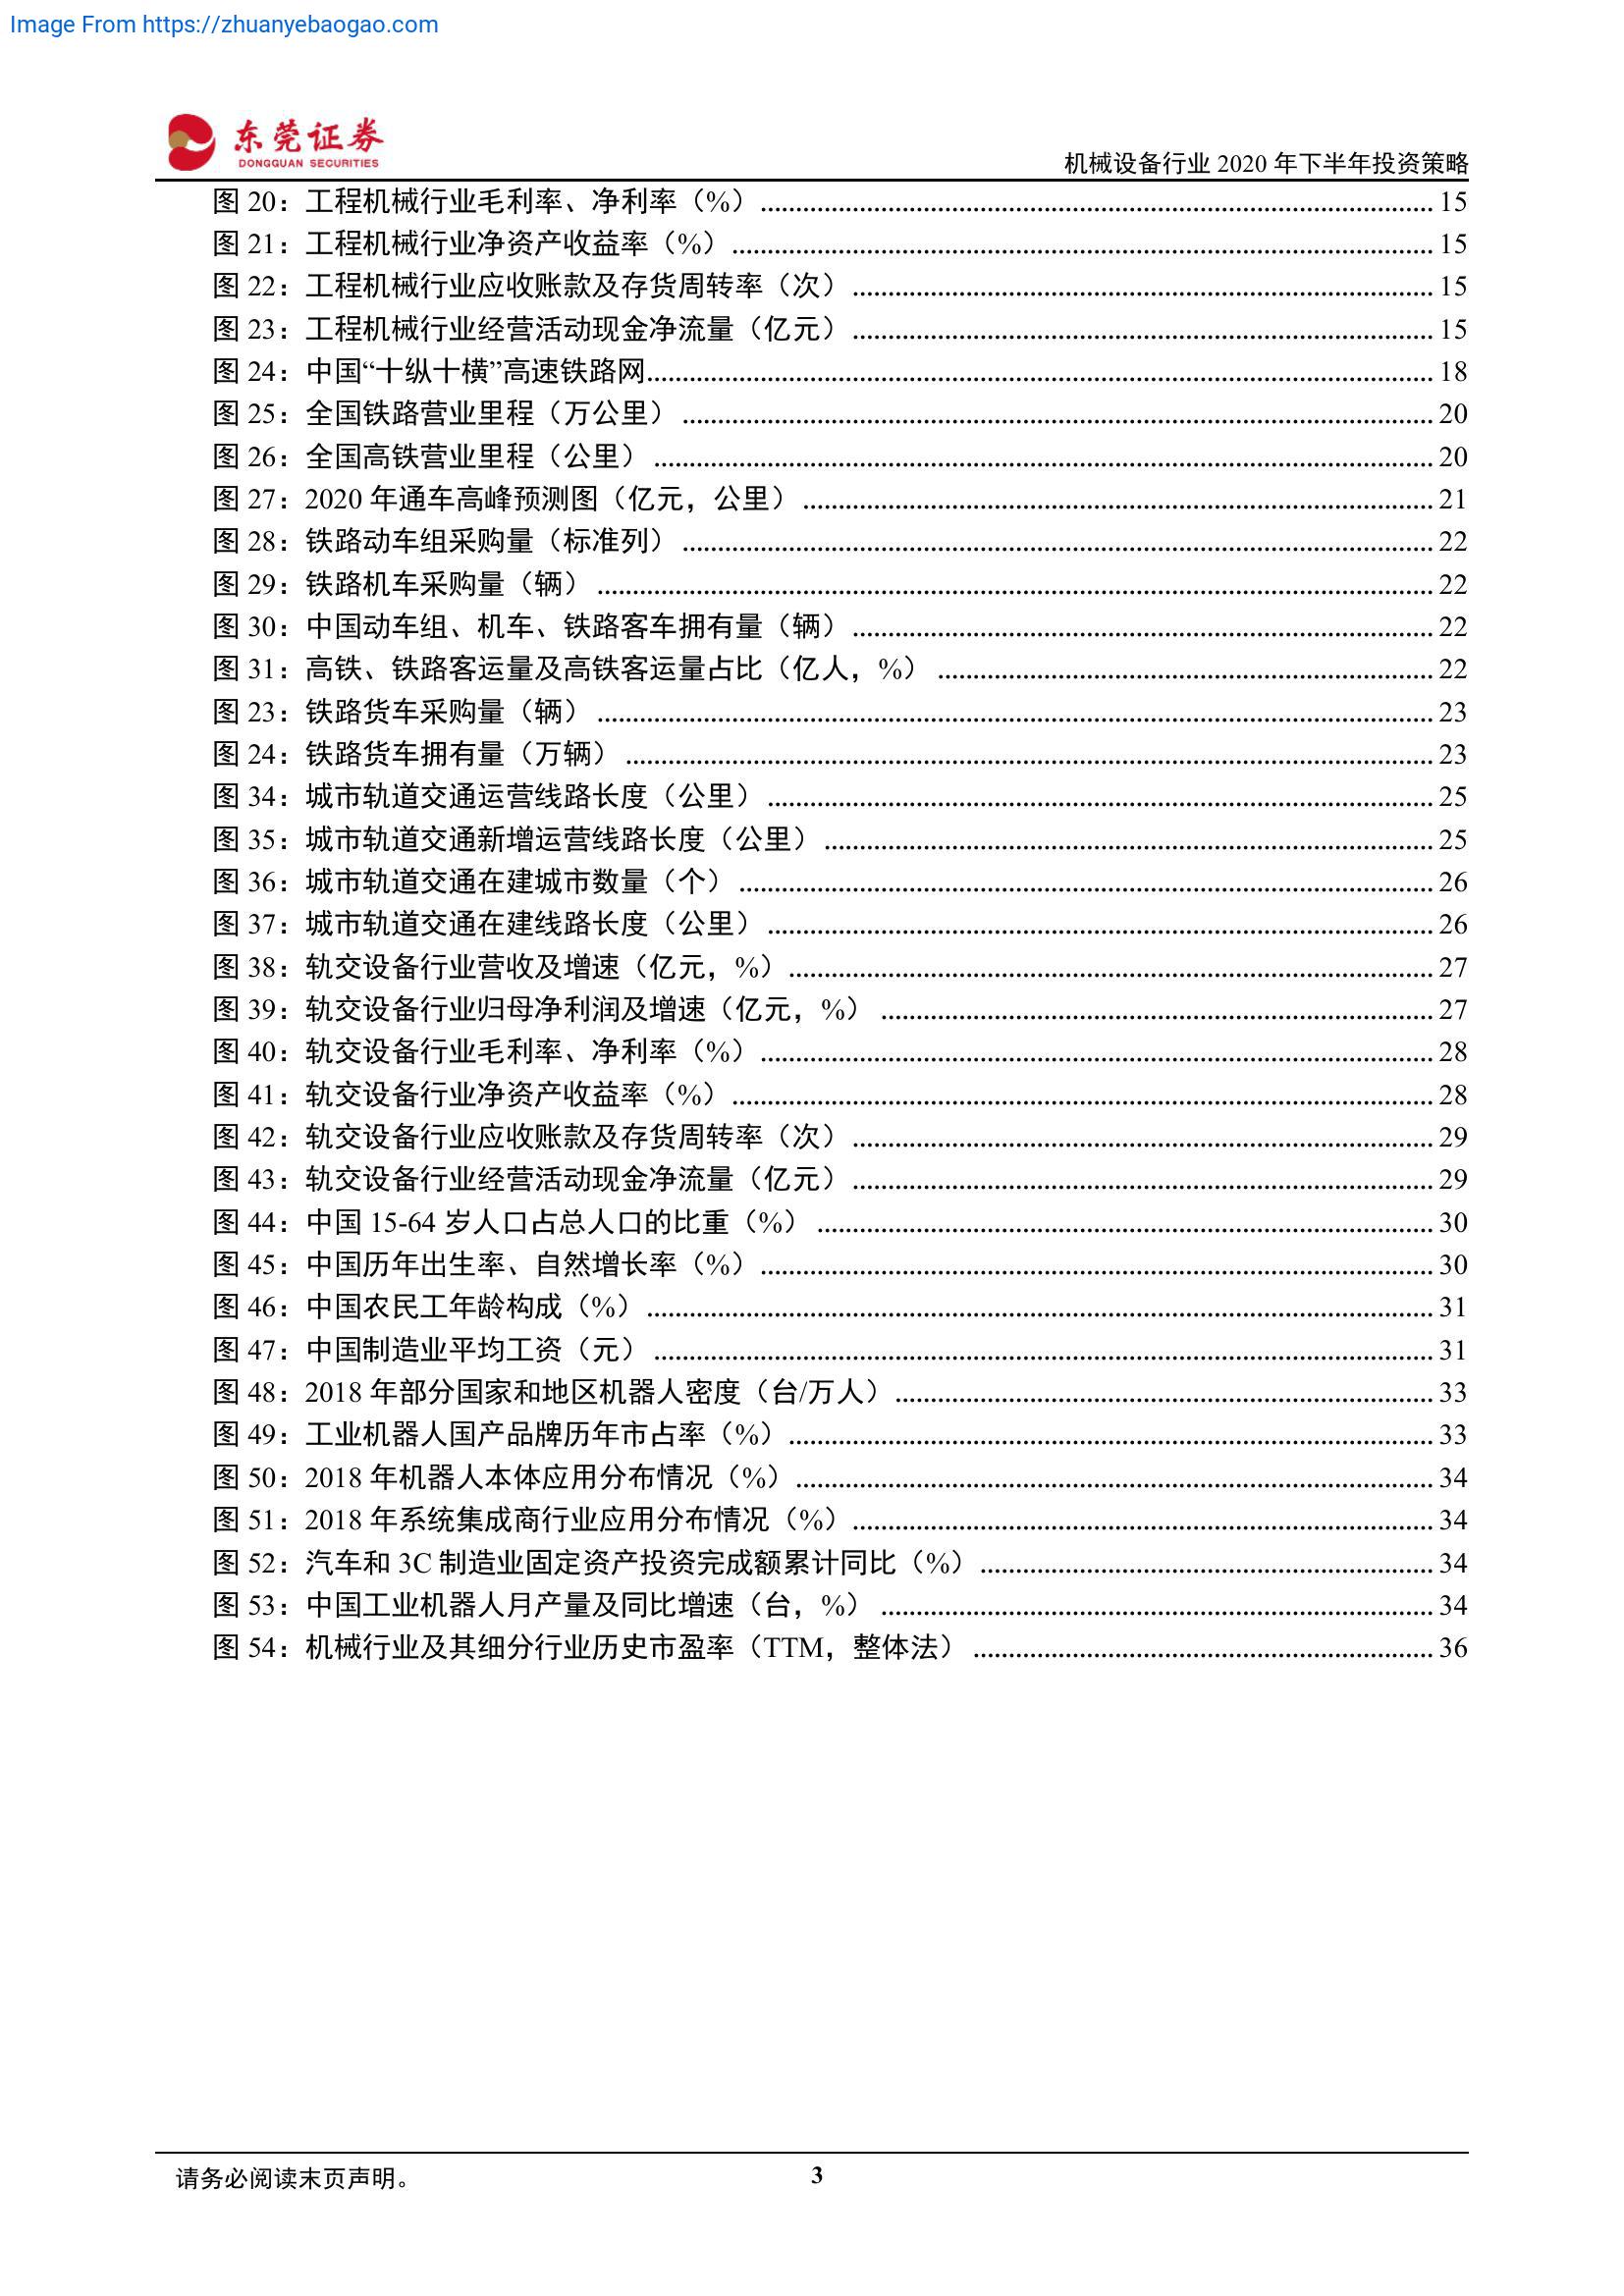 Image From https://zhuanyebaogao.com
东莞证券
DONGGUAN SECURITIES
机械设备行业 2020 年下半年投资策略
图 20：工程机械行业毛利率、净利率（%）.......... 15
图 21：工程机械行业净资产收益率（%）.......... 15
图 22：工程机械行业应收账款及存货周转率（次）.......... 15
图 23：工程机械行业经营活动现金净流量（亿元）.......... 15
图 24：中国“十纵十横”高速铁路网.......... 18
图 25：全国铁路营业里程（万公里）.......... 20
图 26：全国高铁营业里程（公里）.......... 20
图 27：2020 年通车高峰预测图（亿元，公里）.......... 21
图 28：铁路动车组采购量（标准列）.......... 22
图 29：铁路机车采购量（辆）.......... 22
图 30：中国动车组、机车、铁路客车拥有量（辆）.......... 22
图 31：高铁、铁路客运量及高铁客运量占比（亿人，%）.......... 22
图 23：铁路货车采购量（辆）.......... 23
图 24：铁路货车拥有量（万辆）.......... 23
图 34：城市轨道交通运营线路长度（公里）.......... 25
图 35：城市轨道交通新增运营线路长度（公里）.......... 25
图 36：城市轨道交通在建城市数量（个）.......... 26
图 37：城市轨道交通在建线路长度（公里）.......... 26
图 38：轨交设备行业营收及增速（亿元，%）.......... 27
图 39：轨交设备行业归母净利润及增速（亿元，%）.......... 27
图 40：轨交设备行业毛利率、净利率（%）.......... 28
图 41：轨交设备行业净资产收益率（%）.......... 28
图 42：轨交设备行业应收账款及存货周转率（次）.......... 29
图 43：轨交设备行业经营活动现金净流量（亿元）.......... 29
图 44：中国 15-64 岁人口占总人口的比重（%）.......... 30
图 45：中国历年出生率、自然增长率（%）.......... 30
图 46：中国农民工年龄构成（%）.......... 31
图 47：中国制造业平均工资（元）.......... 31
图 48：2018 年部分国家和地区机器人密度（台/万人）.......... 33
图 49：工业机器人国产品牌历年市占率（%）.......... 33
图 50：2018 年机器人本体应用分布情况（%）.......... 34
图 51：2018 年系统集成商行业应用分布情况（%）.......... 34
图 52：汽车和 3C 制造业固定资产投资完成额累计同比（%）.......... 34
图 53：中国工业机器人月产量及同比增速（台，%）.......... 34
图 54：机械行业及其细分行业历史市盈率（TTM，整体法）.......... 36
请务必阅读末页声明。
3